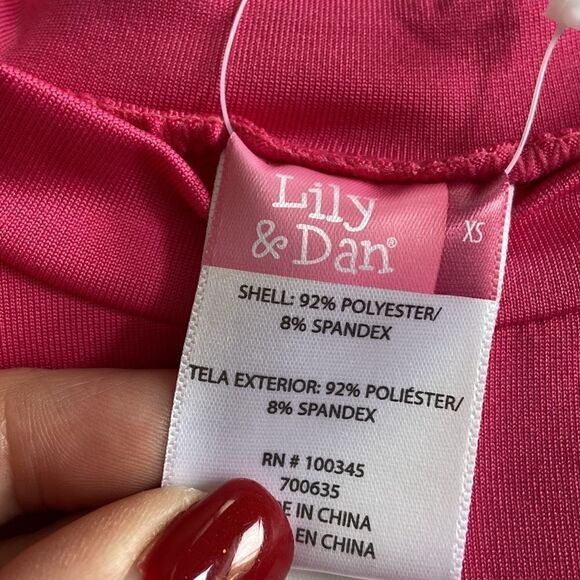 Lily
& Dan®
XS
SHELL: 92% POLYESTER/
8% SPANDEX
TELA EXTERIOR: 92% POLIÉSTER/
8% SPANDEX
RN # 100345
700635
IN CHINA
EN CHINA